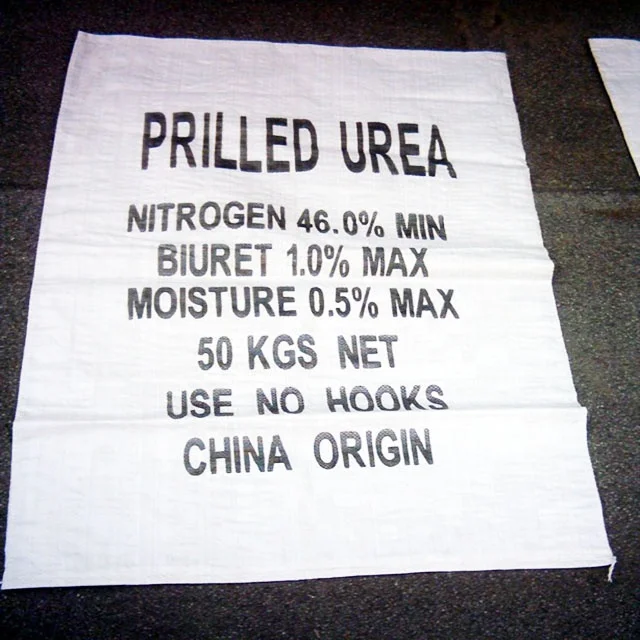 PRILLED UREA
NITROGEN 46.0% MIN
BIURET 1.0% MAX
MOISTURE 0.5% MAX
50 KGS NET
USE NO HOOKS
CHINA ORIGIN